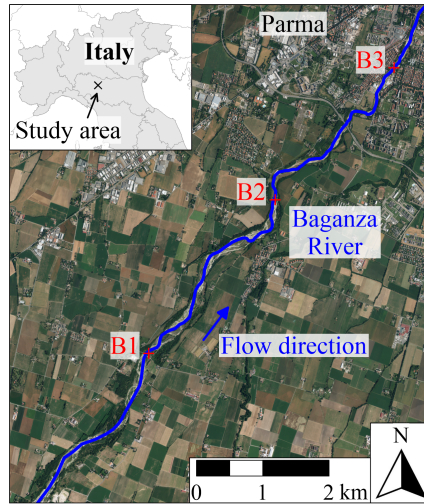 Italy
Study area
Parma
B3
B2
Baganza
River
B1
Flow direction
N
0 1 2 km